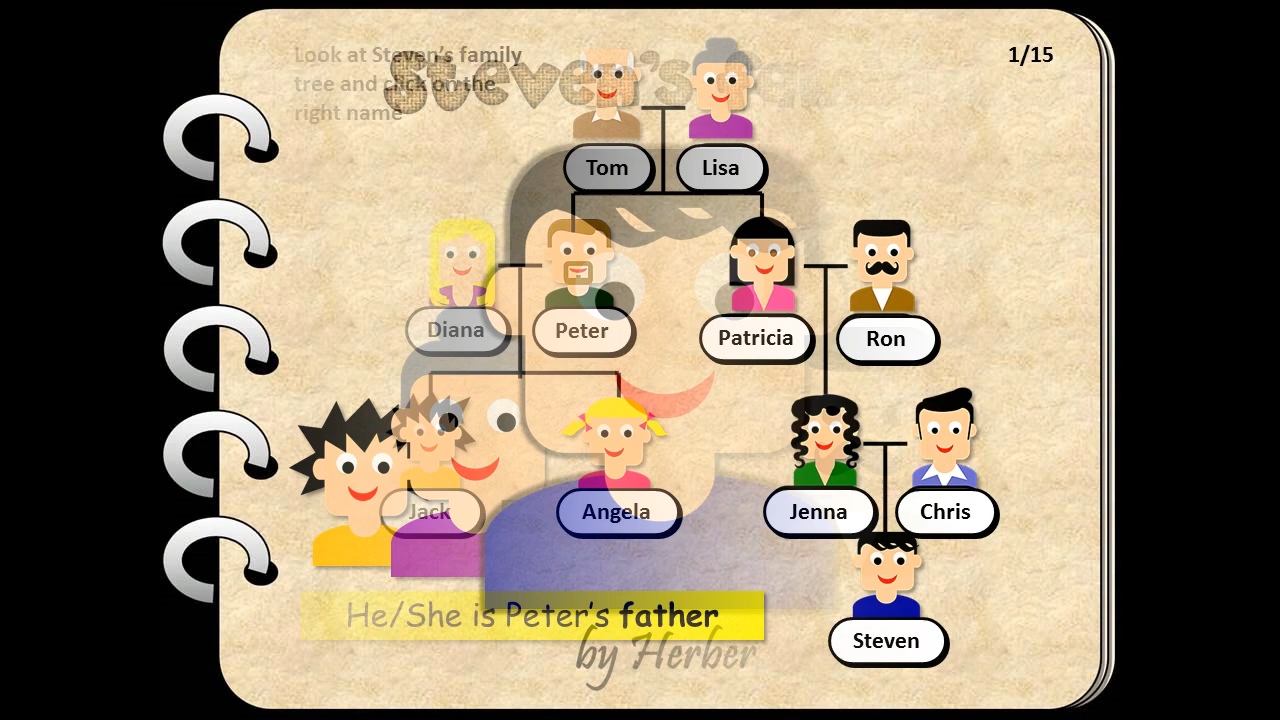 Look at Steven's family
tree and click on the
right name
Steven's
1/15
Tom
Lisa
Diana
Peter
Patricia
Ron
Jack
Angela
Jenna
Chris
Steven
He/She is Peter's father
by Herber